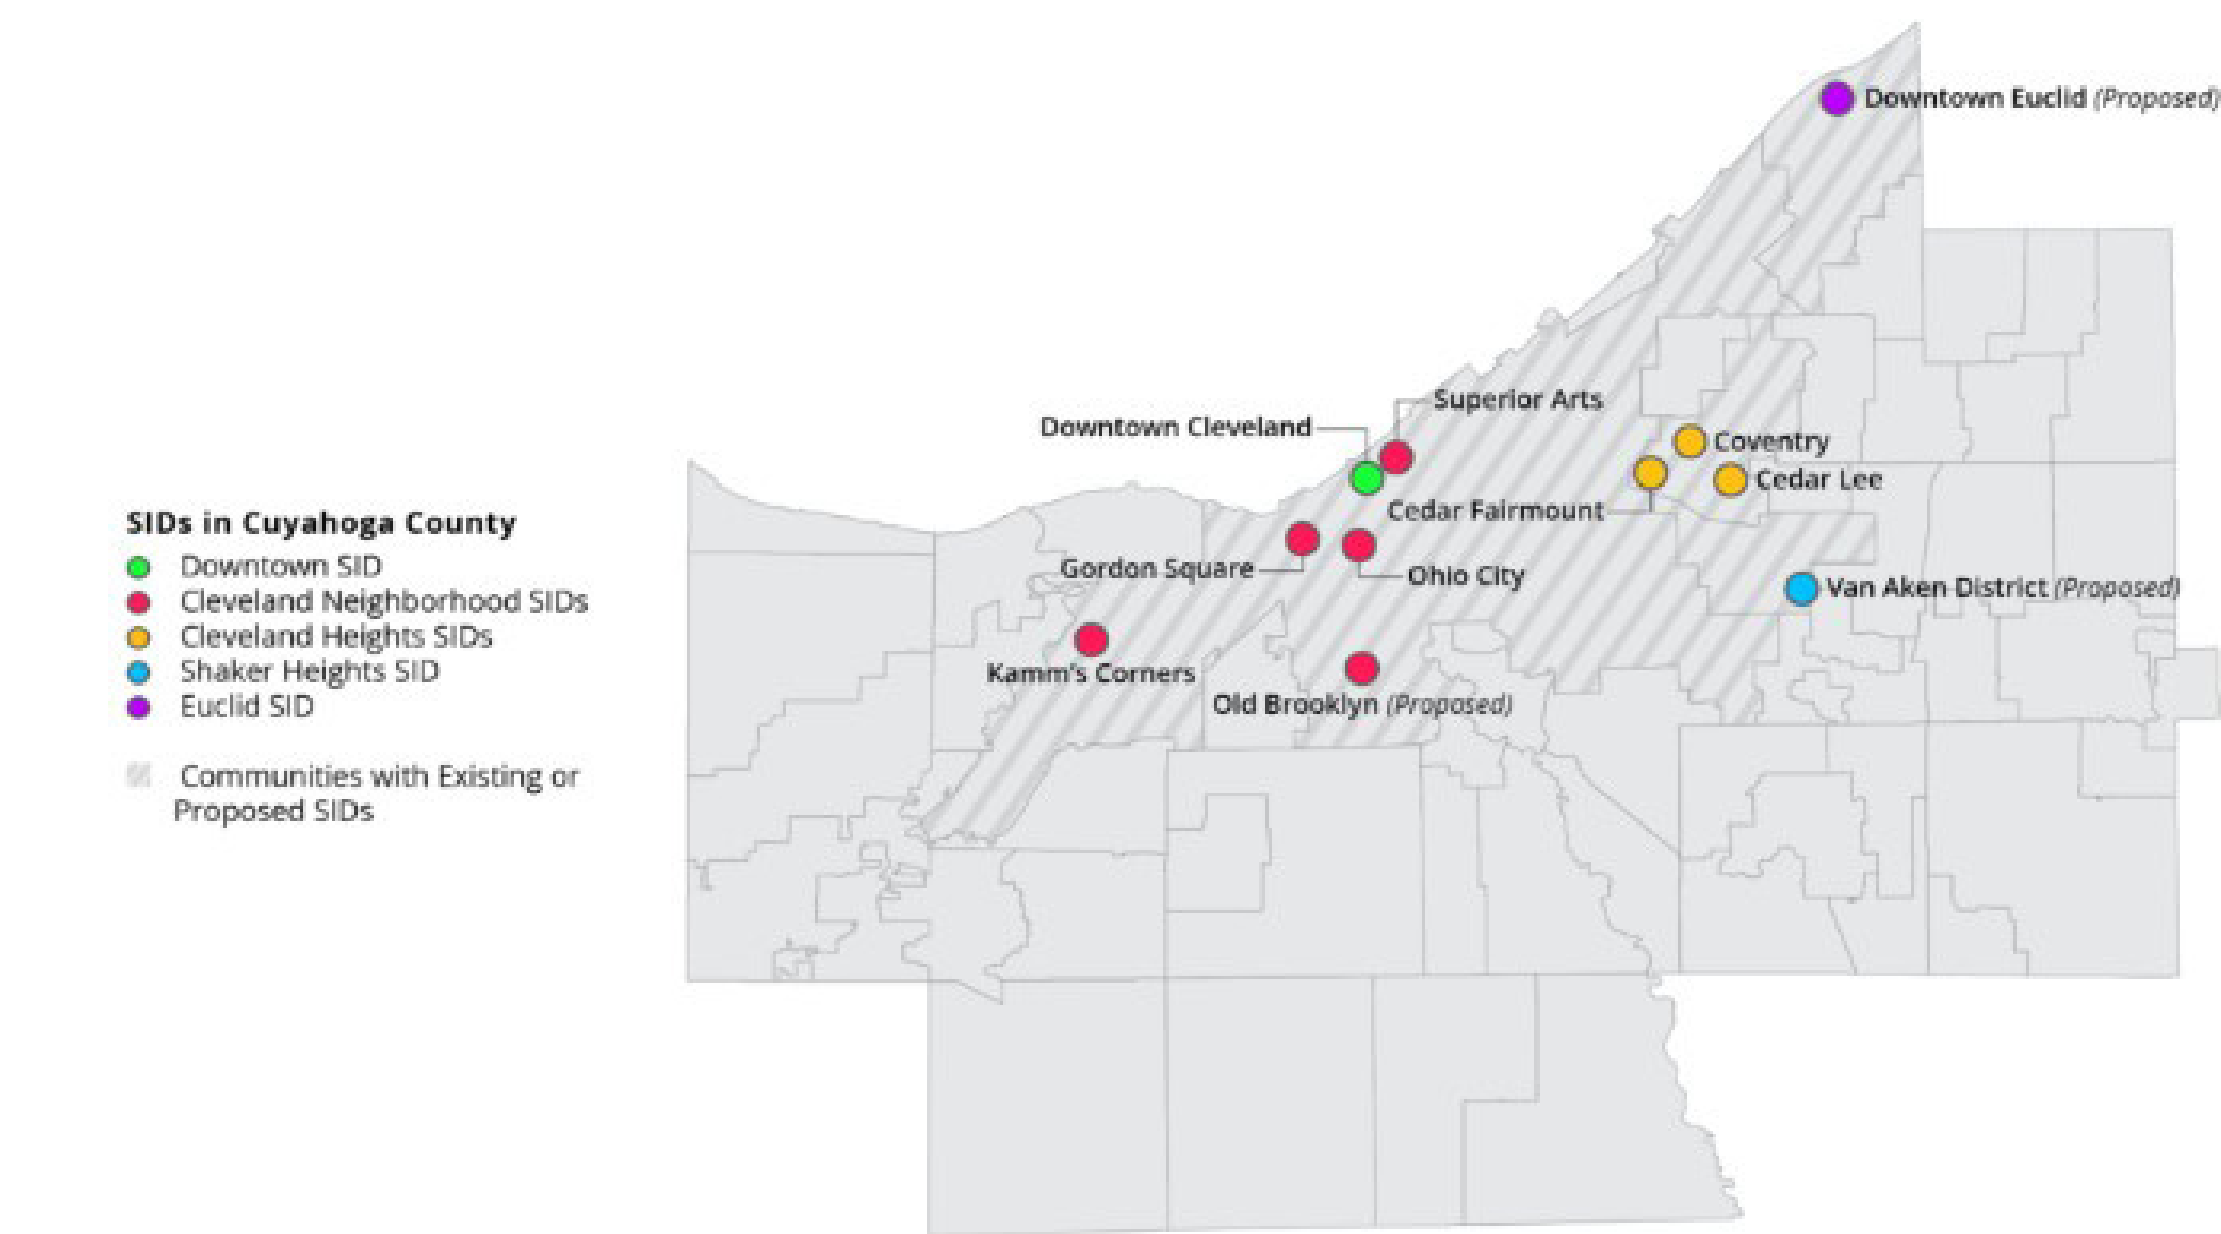 SIDs in Cuyahoga County
Downtown SID
Cleveland Neighborhood SIDs
Cleveland Heights SIDs
Shaker Heights SID
Euclid SID
Communities with Existing or
Proposed SIDs
Downtown Euclid (Proposed)
Superior Arts
Downtown Cleveland
Coventry
Cedar Lee
Cedar Fairmount
Gordon Square
Ohio City
Van Aken District (Proposed)
Kamm's Corners
Old Brooklyn (Proposed)